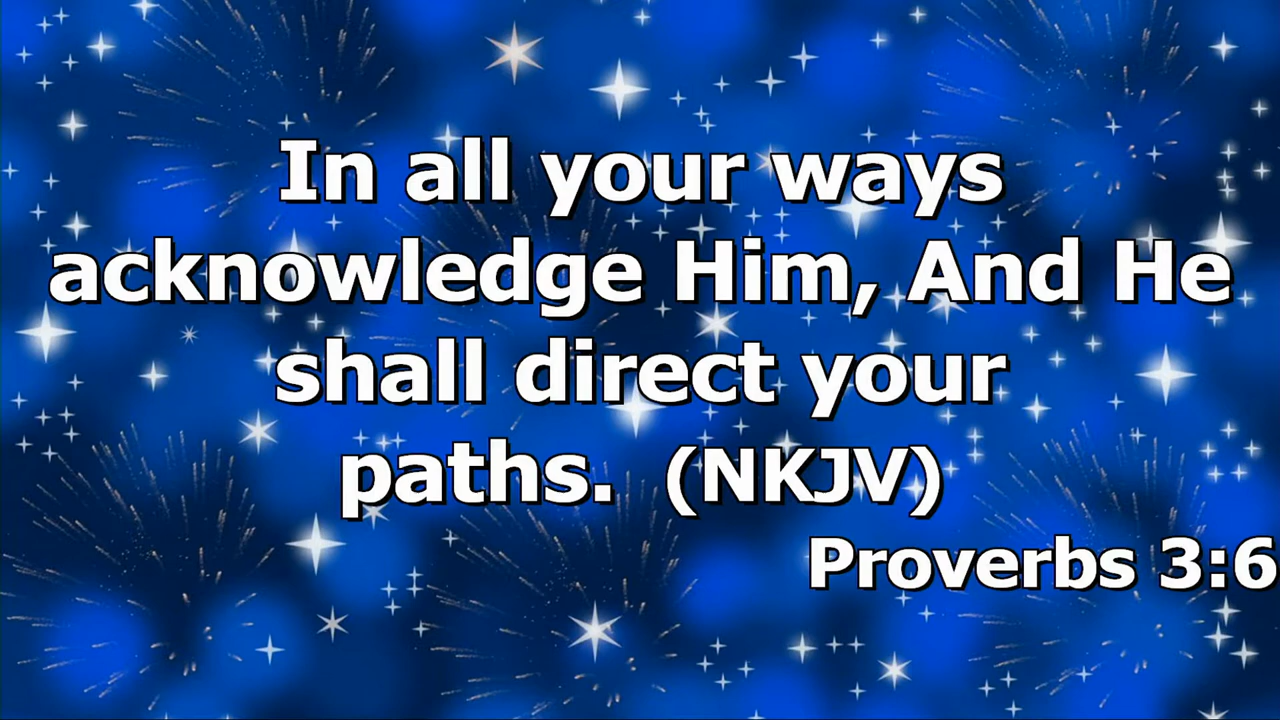 In all your ways
acknowledge Him, And He
shall direct your
paths. (NKJV)
Proverbs 3:6